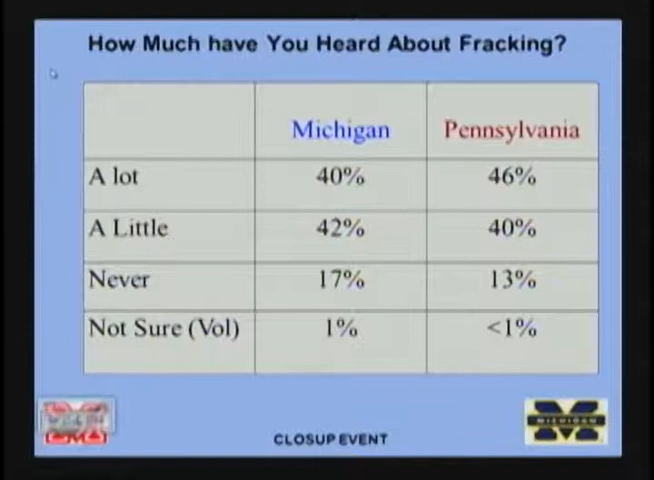 How Much have You Heard About Fracking?
Michigan Pennsylvania
A lot 40% 46%
A Little 42% 40%
Never 17% 13%
Not Sure (Vol) 1% <1%
MICHIGAN
CLOSUP EVENT